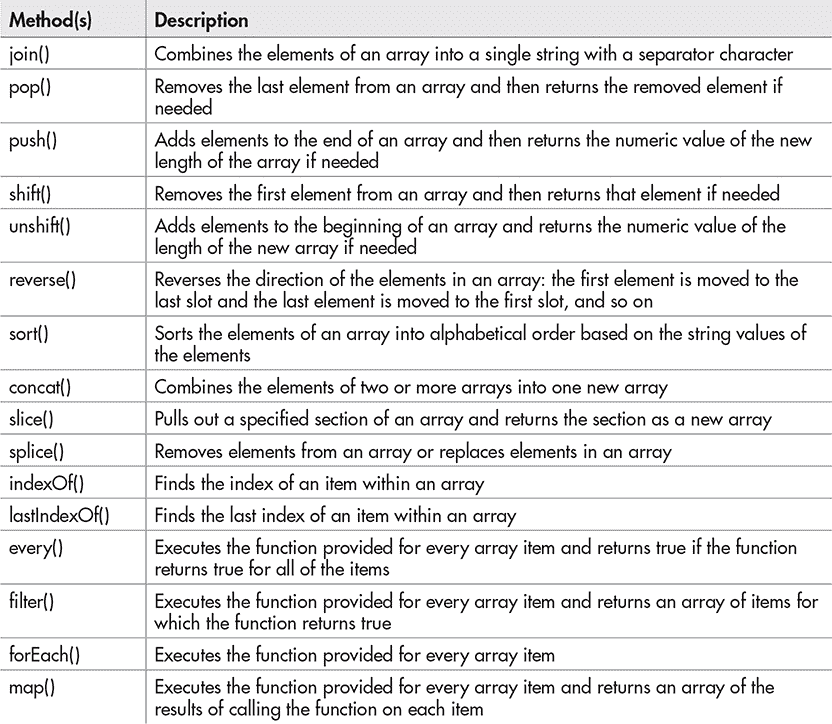 Method(s) Description
join() Combines the elements of an array into a single string with a separator character
pop() Removes the last element from an array and then returns the removed element if
needed
push() Adds elements to the end of an array and then returns the numeric value of the new
length of the array if needed
shift() Removes the first element from an array and then returns that element if needed
unshift() Adds elements to the beginning of an array and returns the numeric value of the
length of the new array if needed
reverse() Reverses the direction of the elements in an array: the first element is moved to the
last slot and the last element is moved to the first slot, and so on
sort() Sorts the elements of an array into alphabetical order based on the string values of
the elements
concat() Combines the elements of two or more arrays into one new array
slice() Pulls out a specified section of an array and returns the section as a new array
splice() Removes elements from an array or replaces elements in an array
indexOf() Finds the index of an item within an array
lastIndexOf() Finds the last index of an item within an array
every() Executes the function provided for every array item and returns true if the function
returns true for all of the items
filter() Executes the function provided for every array item and returns an array of items for
which the function returns true
forEach() Executes the function provided for every array item
map() Executes the function provided for every array item and returns an array of the
results of calling the function on each item